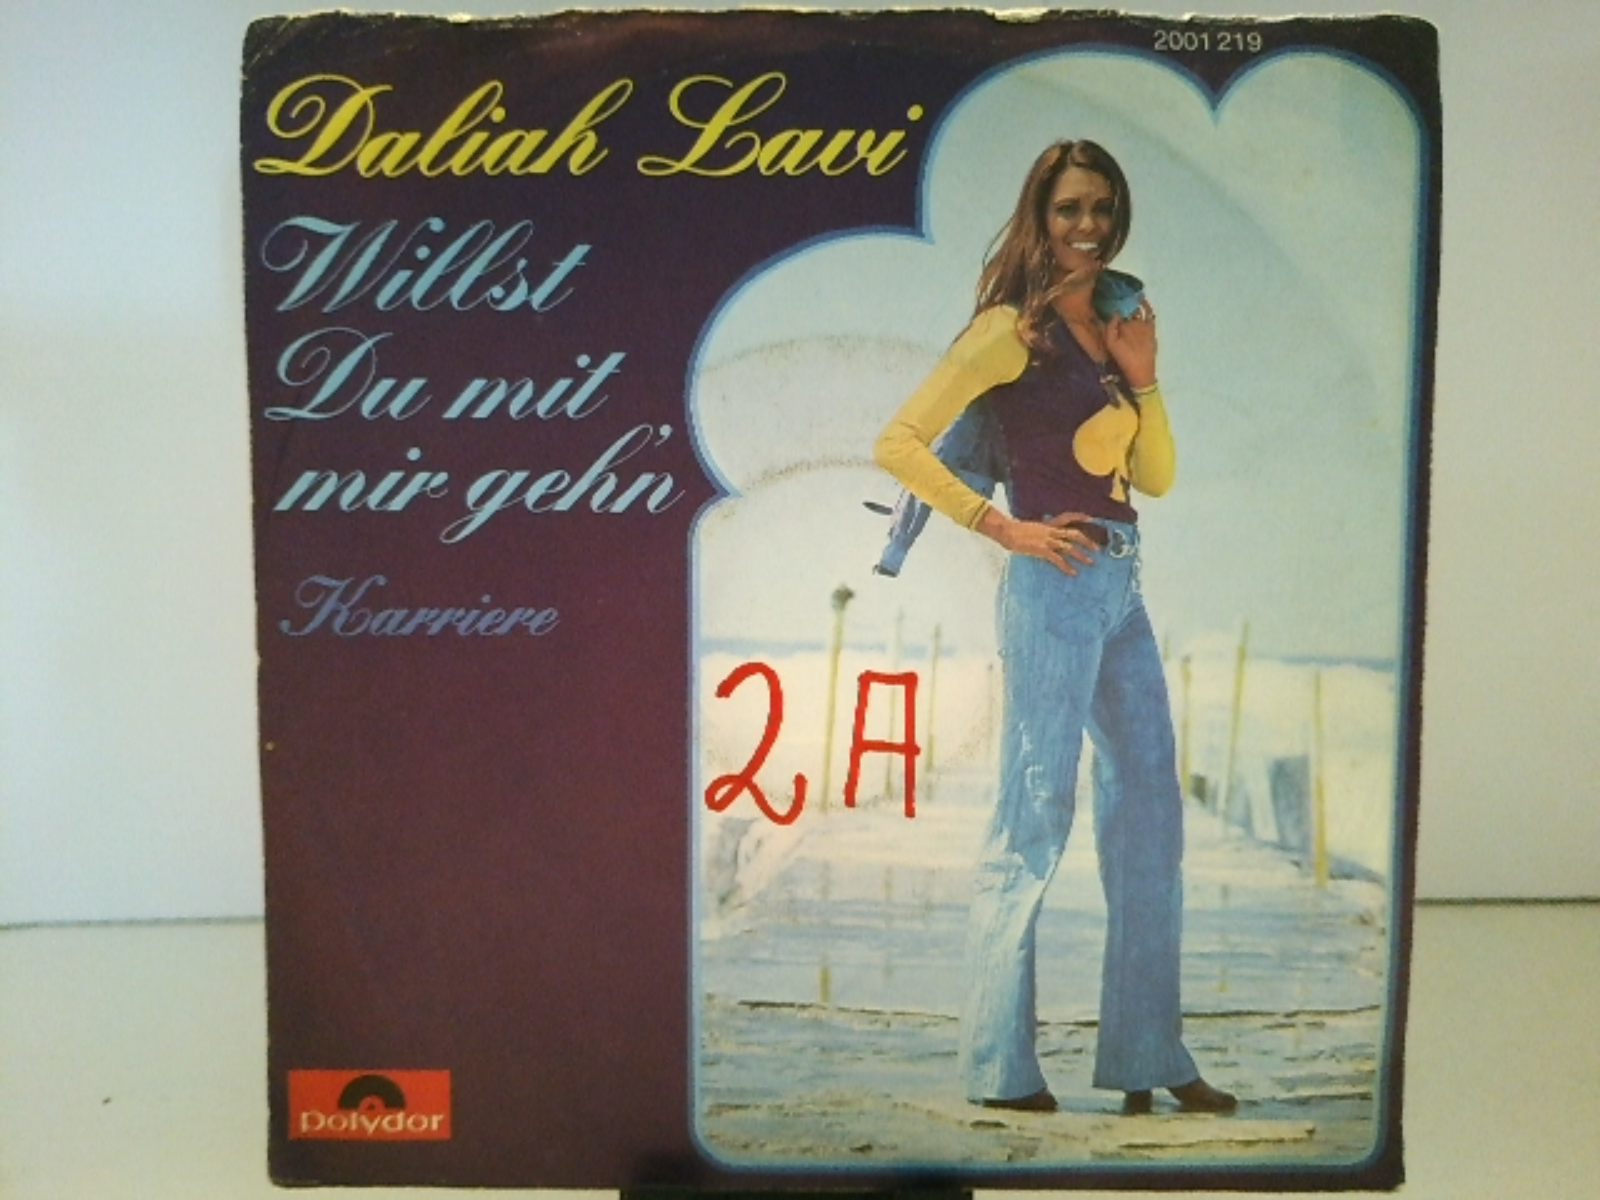 2001 219
Daliah Lavi
Willst
Du mit
mir gehn'
Karriere
2A
polydor